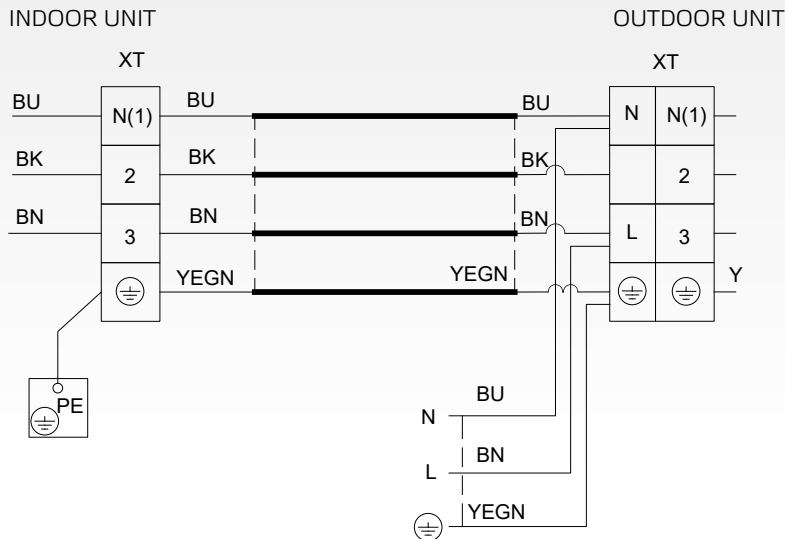 INDOOR UNIT OUTDOOR UNIT
XT XT
BU N(1) BU BU N N(1)
BK 2 BK BK 2
BN 3 BN BN L 3
YEGN YEGN Y
PE
N BU
L BN
YEGN